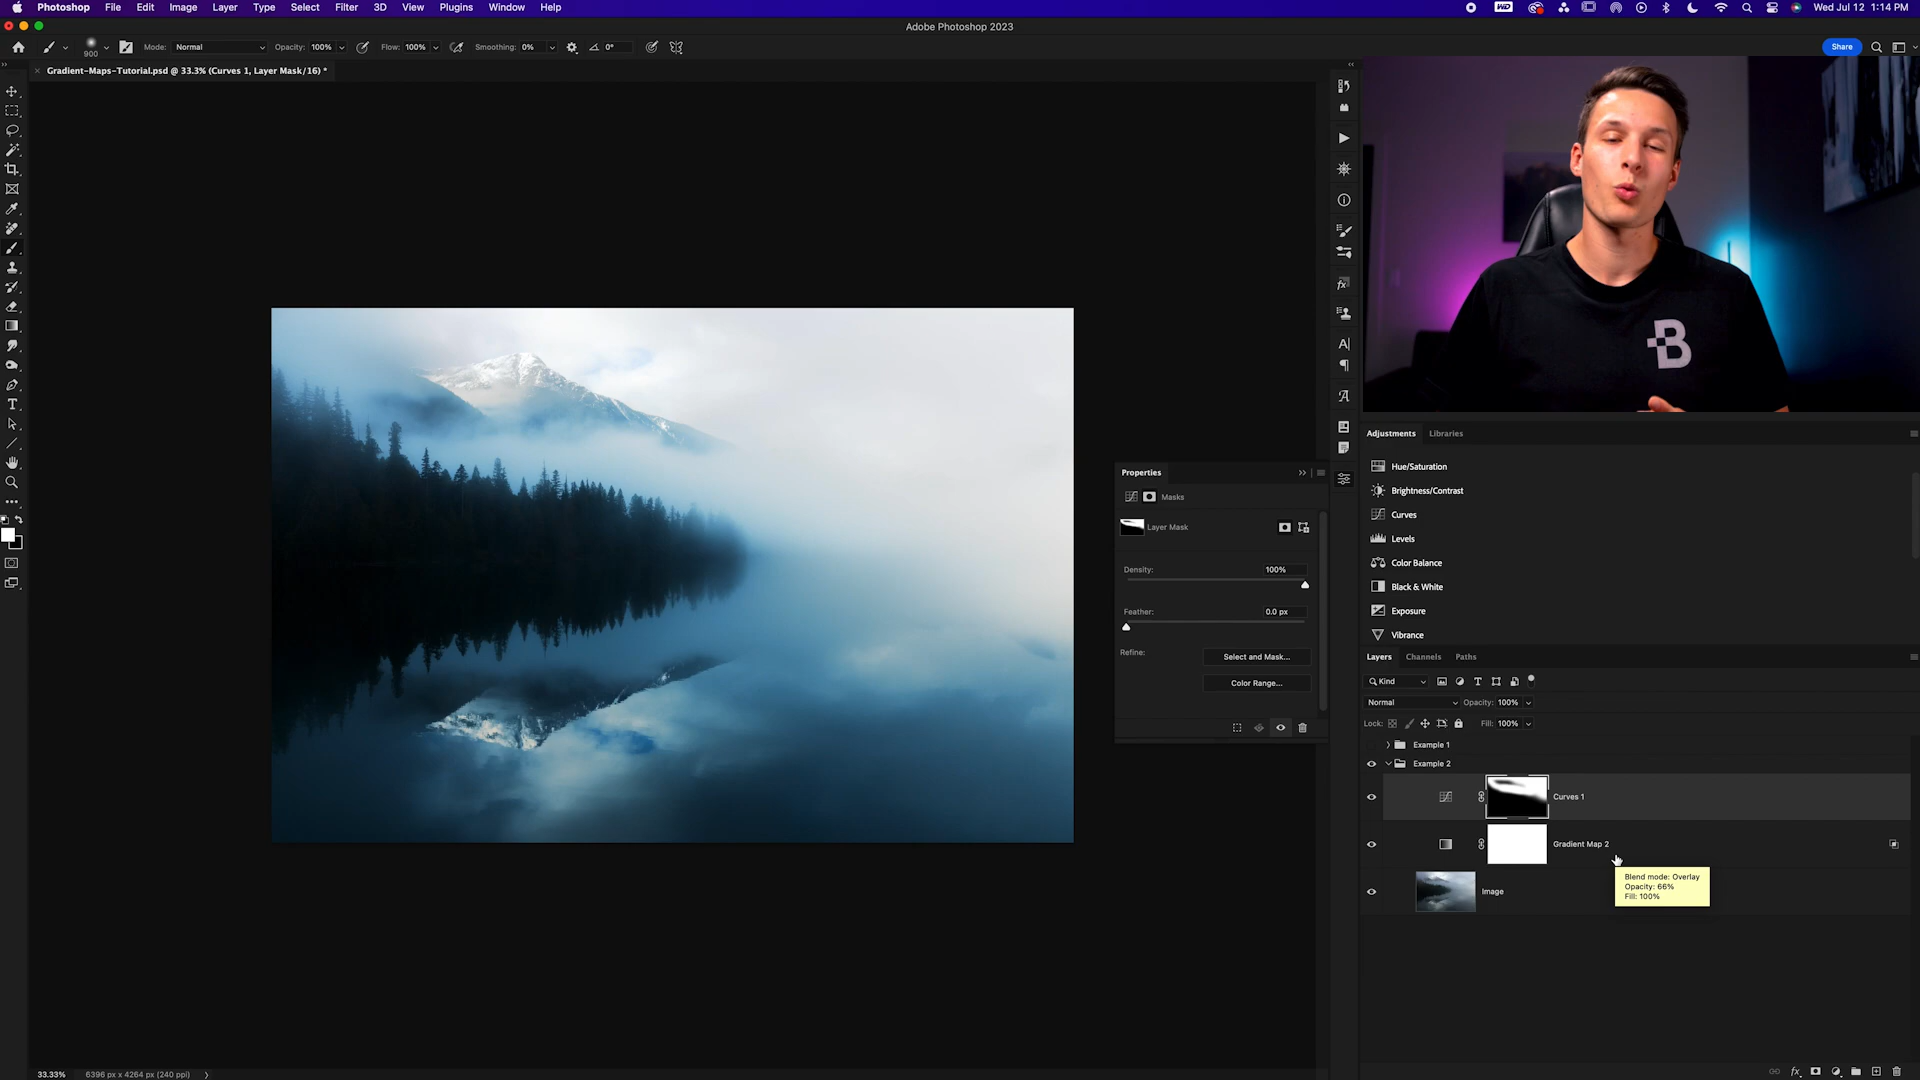 Photoshop File Edit Image Layer Type Select Filter 3D View Plugins Window Help
WD
Wed Jul 12 1:14 PM
Adobe Photoshop 2023
900
Mode: Normal
Opacity: 100%
Flow: 100%
Smoothing: 0%
0°
Share
Gradient-Maps-Tutorial.psd @ 33.3% (Curves 1, Layer Mask/16) *
B
Adjustments Libraries
Hue/Saturation
Brightness/Contrast
Curves
Levels
Color Balance
Black & White
Exposure
Vibrance
Properties
Masks
Layer Mask
Density: 100%
Feather: 0.0 px
Refine: Select and Mask...
Color Range...
Layers Channels Paths
Kind
Normal Opacity: 100%
Lock: Fill: 100%
Example 1
Example 2
Curves 1
Gradient Map 2
Image
Blend mode: Overlay
Opacity: 66%
Fill: 100%
33.33% 6396 px x 4264 px (240 ppi)
fx